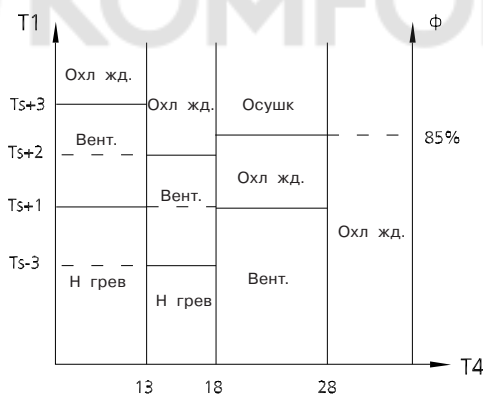 КОМFO
T1
ф
Охл жд.
Ts+3
Охл жд.
Осушк
Вент.
85%
Ts+2
Охл жд.
Вент.
Ts+1
Охл жд.
Ts-3
Н грев
Вент.
Н грев
T4
13
18
28